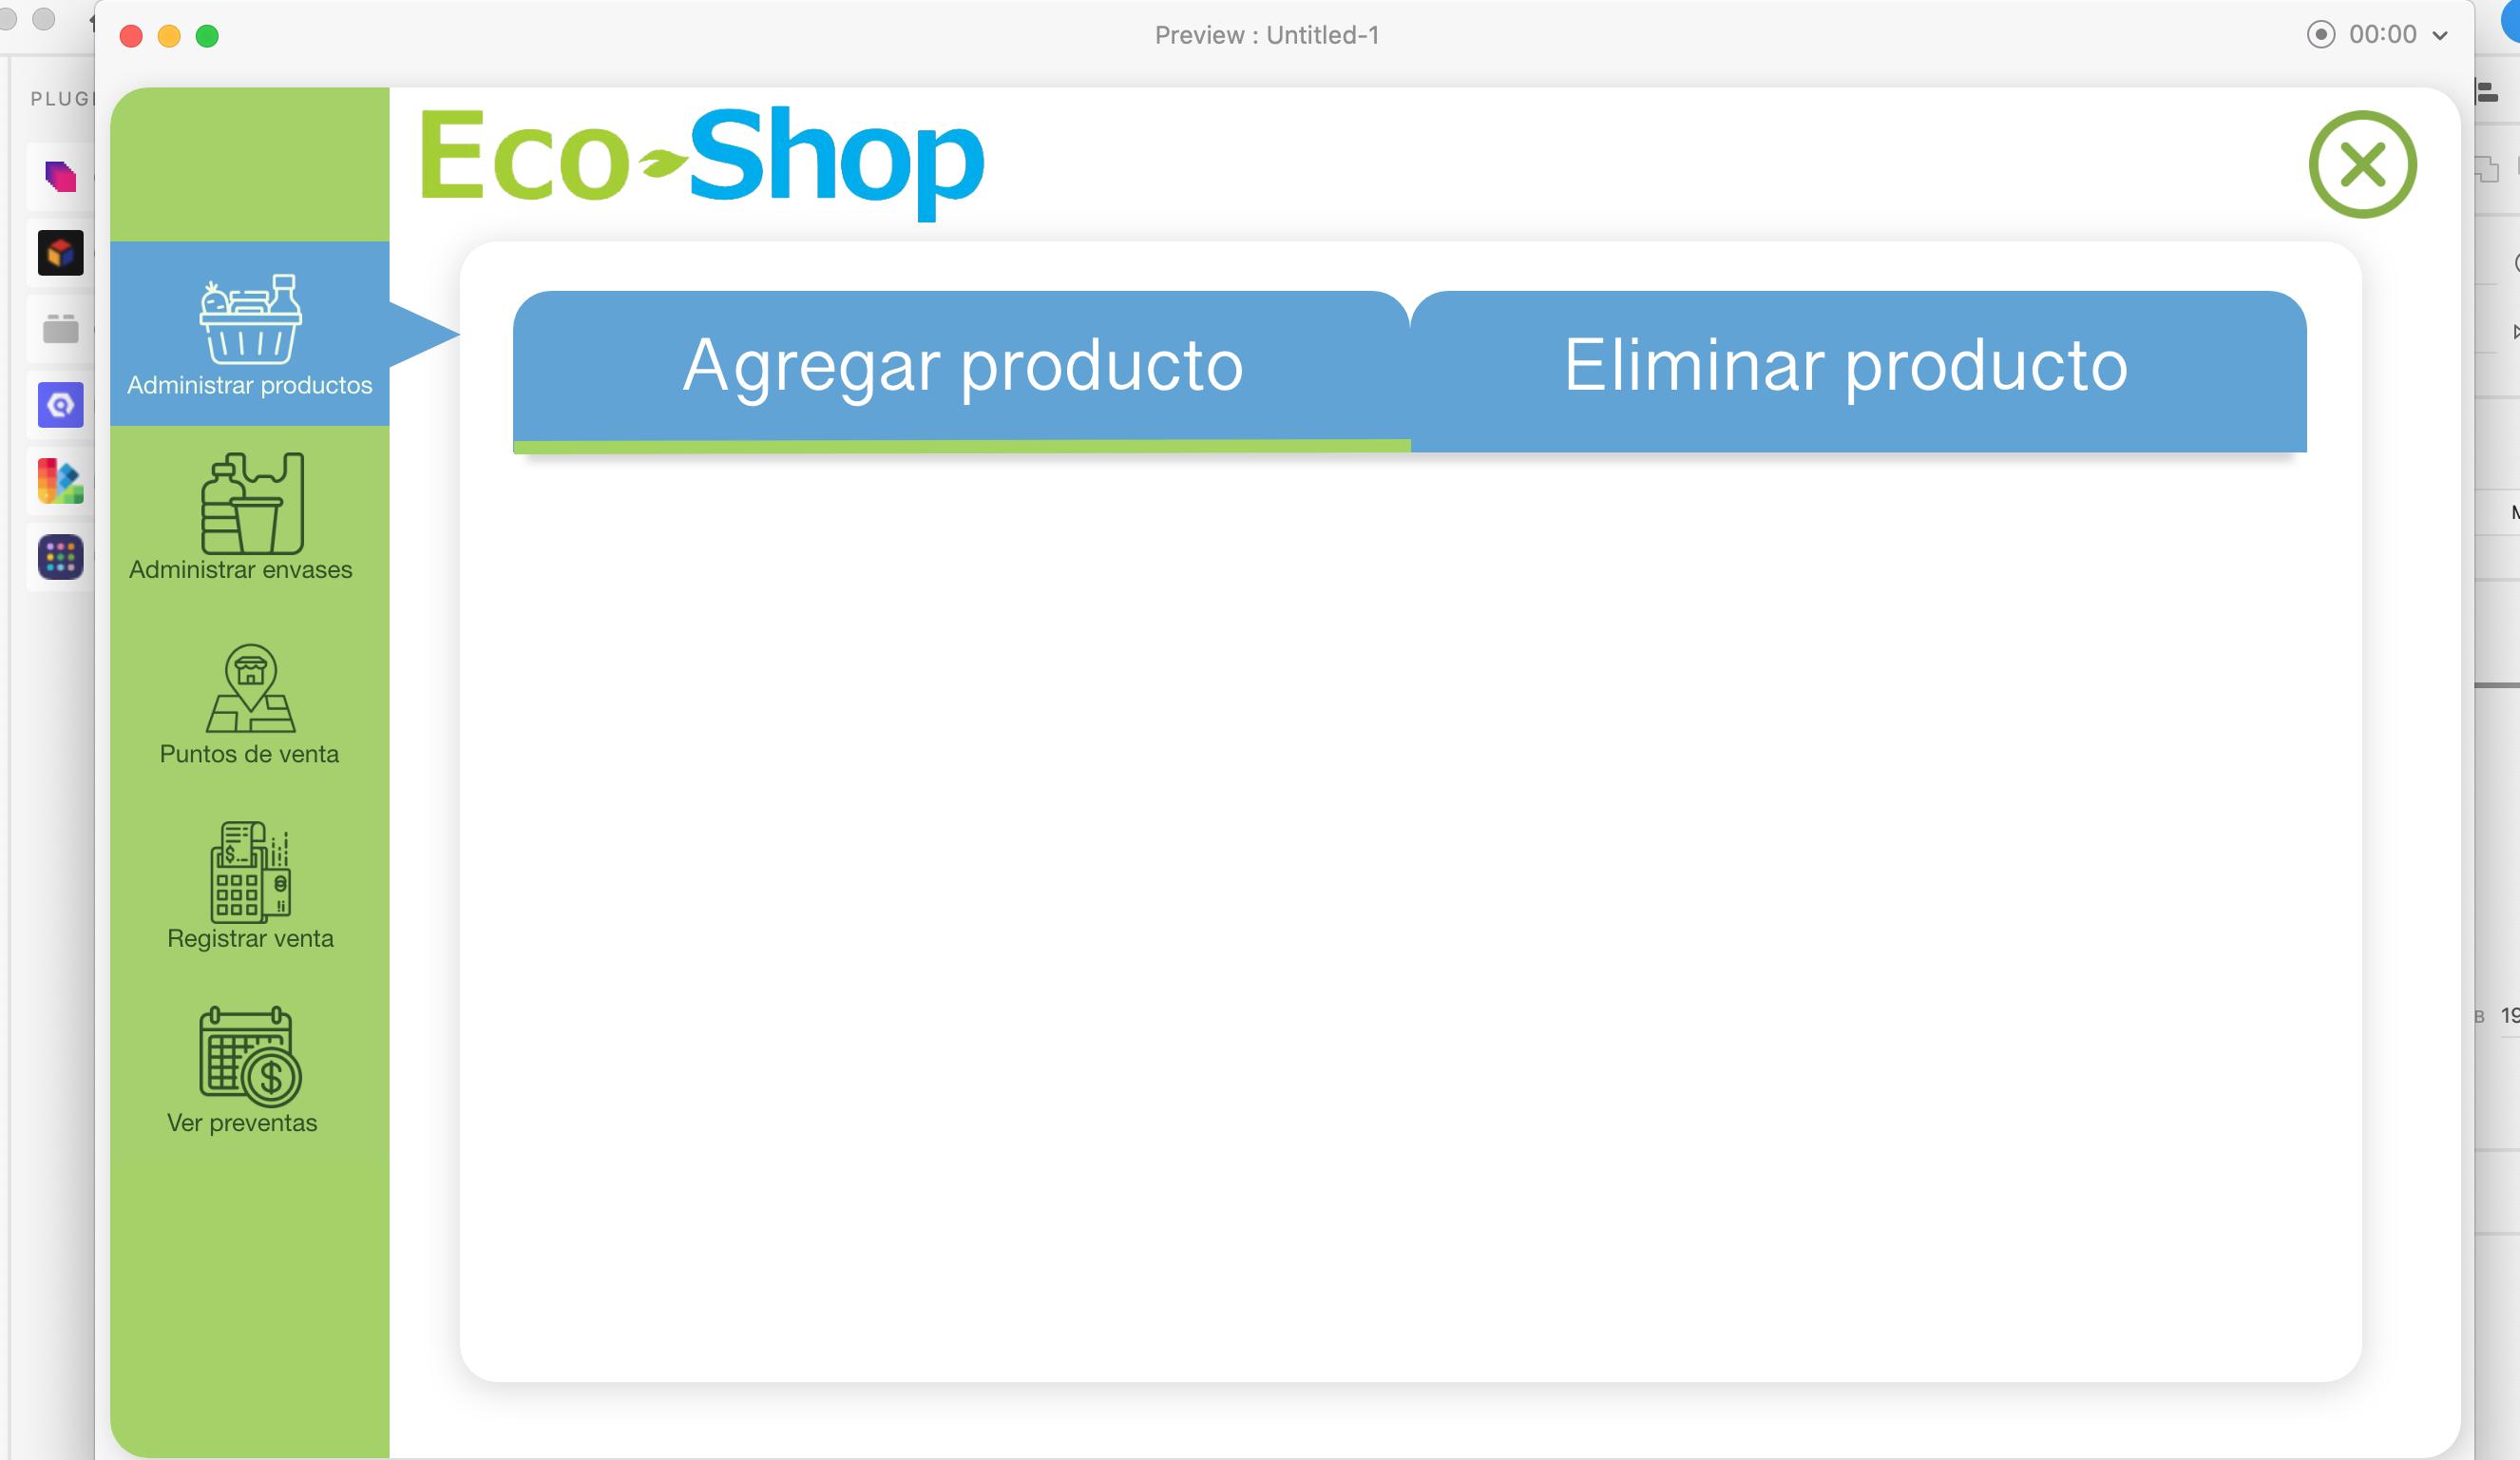 Preview : Untitled-1
00:00
Eco-Shop
Administrar productos
Agregar producto
Eliminar producto
Administrar envases
Puntos de venta
Registrar venta
Ver preventas
B 19